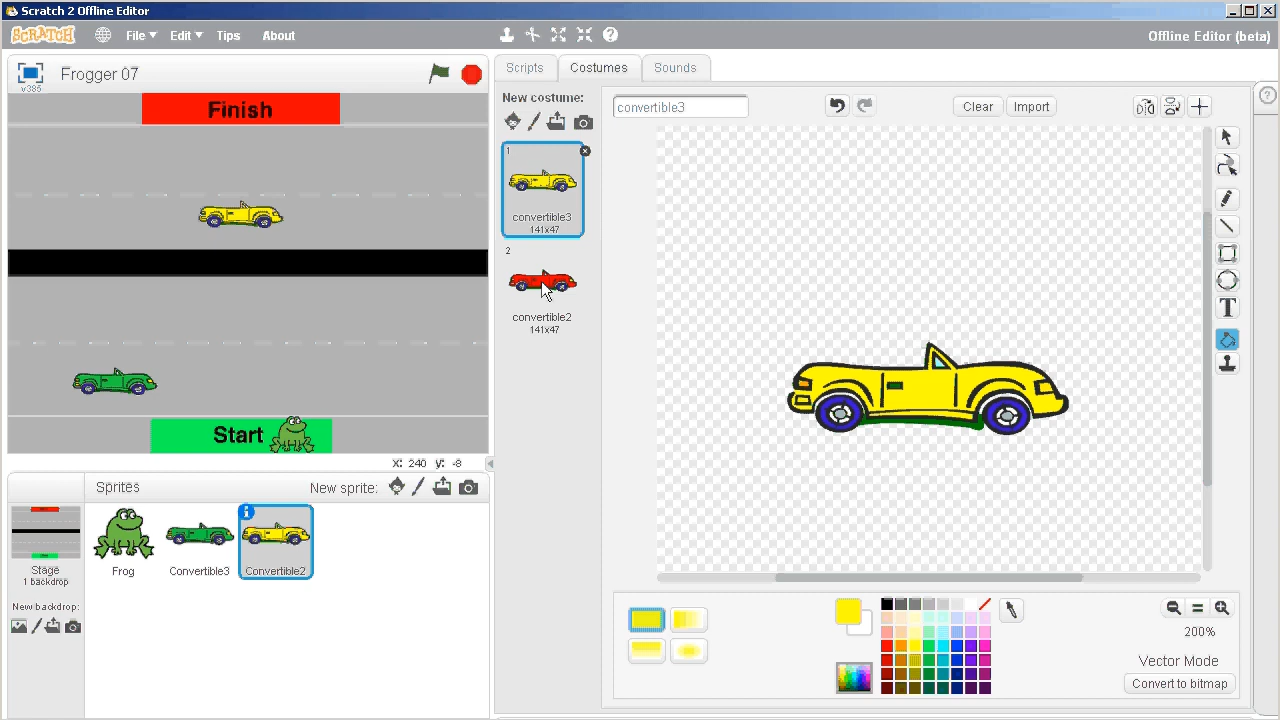 Scratch 2 Offline Editor
SCRATCH File Edit Tips About Offline Editor (beta)
v385 Frogger 07
Scripts Costumes Sounds
New costume:
convertible3 Clear Import
Finish
1
convertible3
141x47
2
convertible2
141x47
Start
x: 240 y: -8
Sprites New sprite:
Frog Convertible3 Convertible2
Stage
1 backdrop
New backdrop:
200%
Vector Mode
Convert to bitmap